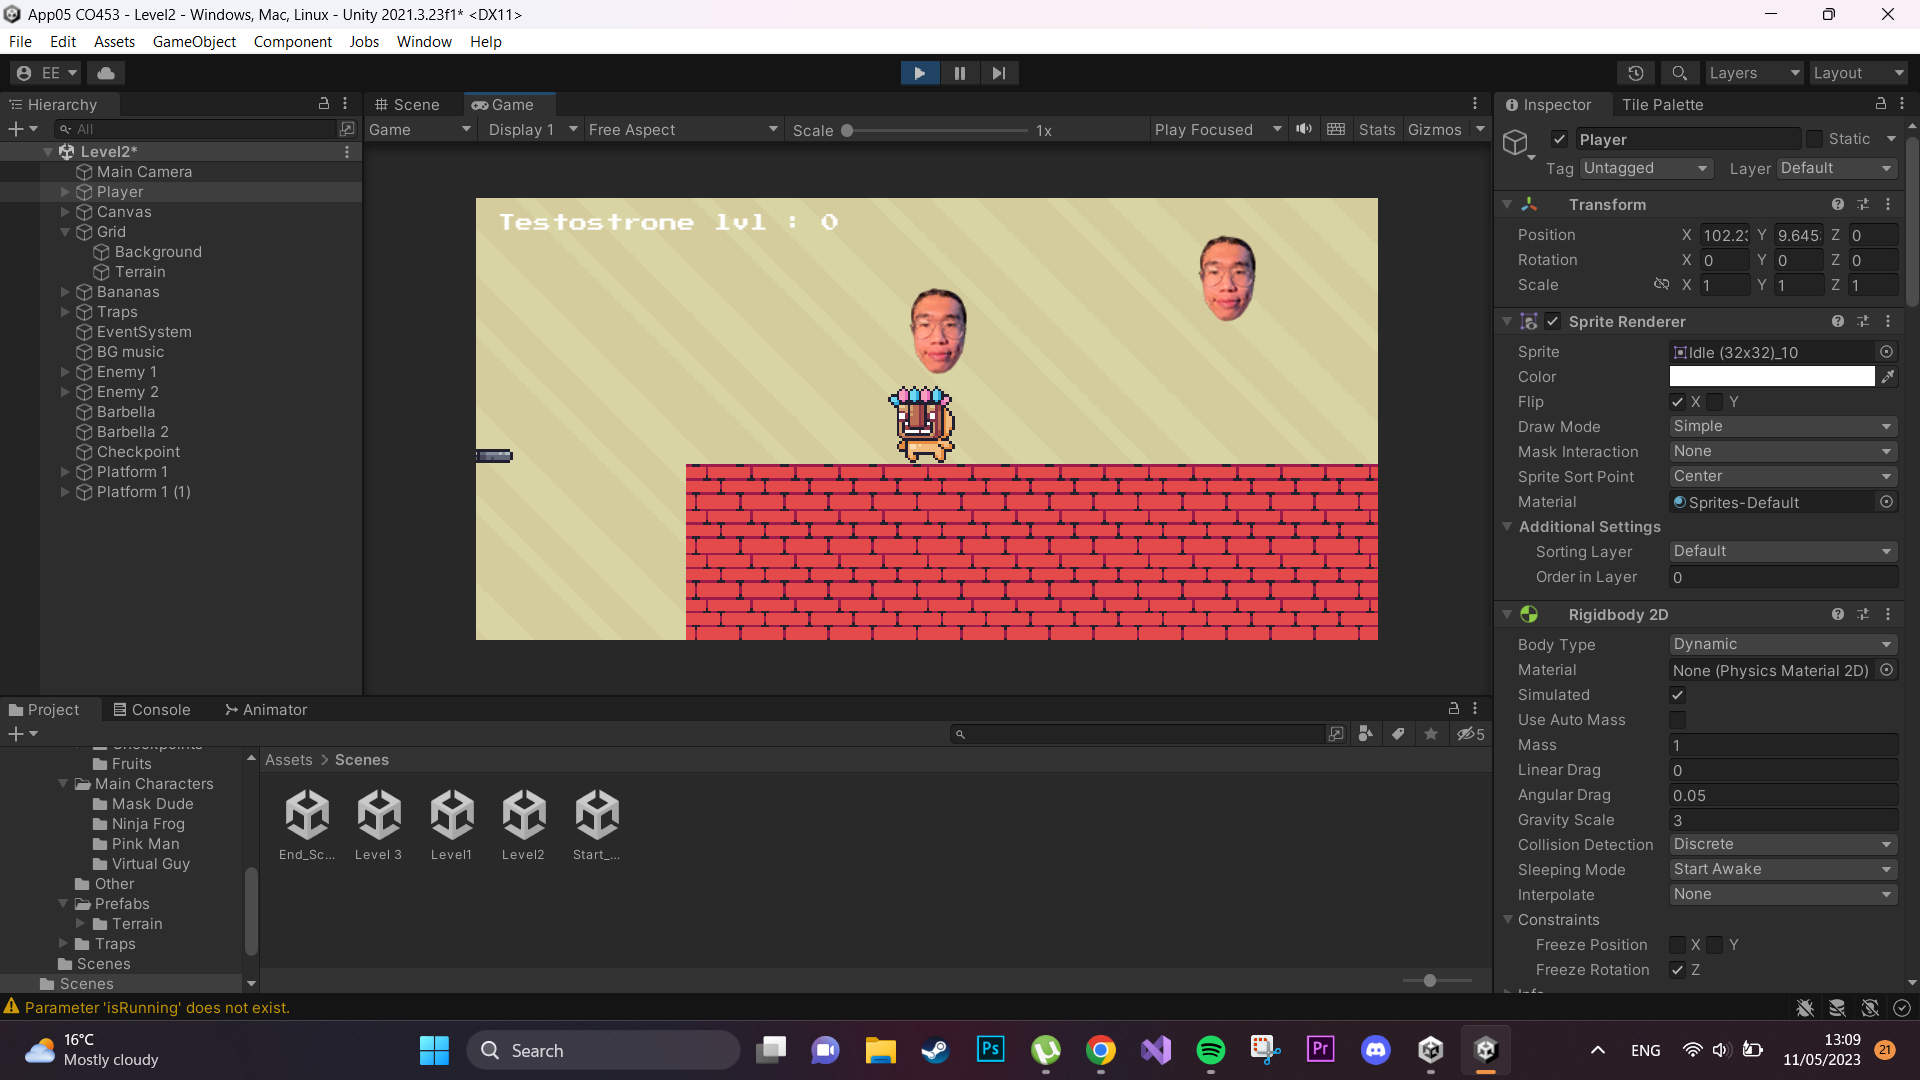 App05 CO453 - Level2 - Windows, Mac, Linux - Unity 2021.3.23f1* <DX11>
File Edit Assets GameObject Component Jobs Window Help
EE
Layers
Layout
Hierarchy
All
Level2*
Main Camera
Player
Canvas
Grid
Background
Terrain
Bananas
Traps
EventSystem
BG music
Enemy 1
Enemy 2
Barbella
Barbella 2
Checkpoint
Platform 1
Platform 1 (1)
Scene Game
Game Display 1 Free Aspect Scale 1x Play Focused Stats Gizmos
Testostrone lvl : 0
Inspector Tile Palette
Player Static
Tag Untagged Layer Default
Transform
Position X 102.23 Y 9.645 Z 0
Rotation X 0 Y 0 Z 0
Scale X 1 Y 1 Z 1
Sprite Renderer
Sprite Idle (32x32)_10
Color
Flip X Y
Draw Mode Simple
Mask Interaction None
Sprite Sort Point Center
Material Sprites-Default
Additional Settings
Sorting Layer Default
Order in Layer 0
Rigidbody 2D
Body Type Dynamic
Material None (Physics Material 2D)
Simulated
Use Auto Mass
Mass 1
Linear Drag 0
Angular Drag 0.05
Gravity Scale 3
Collision Detection Discrete
Sleeping Mode Start Awake
Interpolate None
Constraints
Freeze Position X Y
Freeze Rotation Z
Info
Project Console Animator
5
Checkpoints
Fruits
Main Characters
Mask Dude
Ninja Frog
Pink Man
Virtual Guy
Other
Prefabs
Terrain
Traps
Scenes
Scenes
Assets > Scenes
End_Sc... Level 3 Level1 Level2 Start_...
Parameter 'isRunning' does not exist.
16°C
Mostly cloudy
Search
Ps
Pr
ENG
13:09
11/05/2023
21